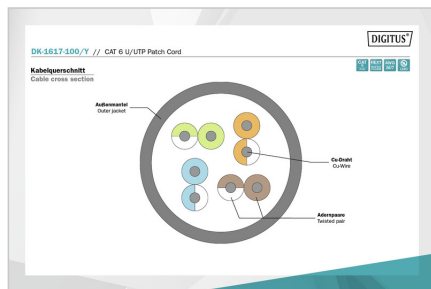 DIGITUS®
DK-1617-100/Y // CAT 6 U/UTP Patch Cord
Kabelquerschnitt
Cable cross section
Außenmantel
Outer jacket
Cu-Draht
Cu-Wire
Adernpaare
Twisted pair